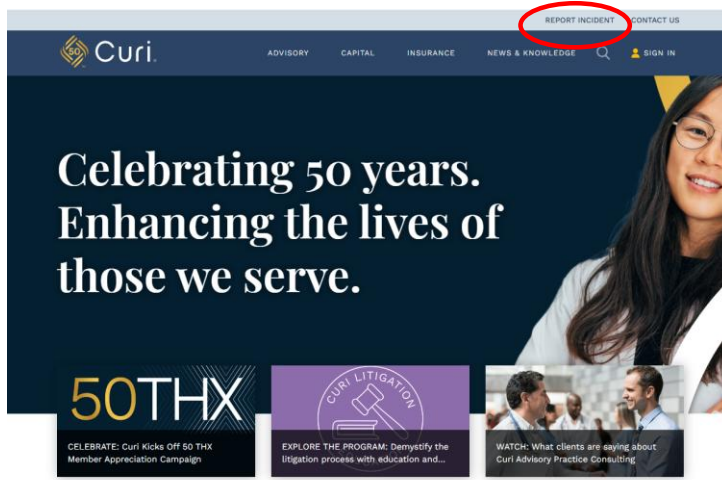 REPORT INCIDENT CONTACT US
50 Curi.
ADVISORY CAPITAL INSURANCE NEWS & KNOWLEDGE SIGN IN
Celebrating 50 years.
Enhancing the lives of
those we serve.
50THX
CELEBRATE: Curi Kicks Off 50 THX
Member Appreciation Campaign
CURI LITIGATION
EXPLORE THE PROGRAM: Demystify the
litigation process with education and...
WATCH: What clients are saying about
Curi Advisory Practice Consulting